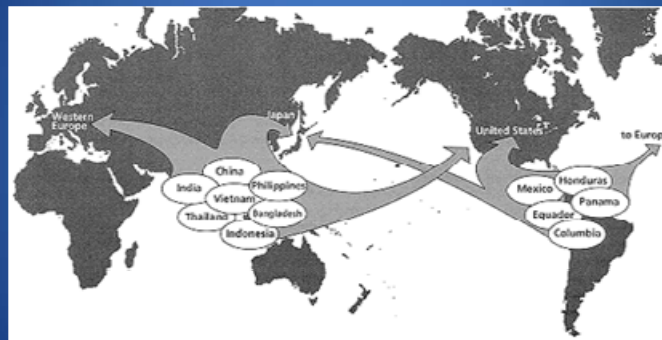 Western
Europe
Japan
United States
to Europ
China
India
Philippines
Vietnam
Thailand
Bangladesh
Indonesia
Mexico
Honduras
Panama
Equador
Columbia